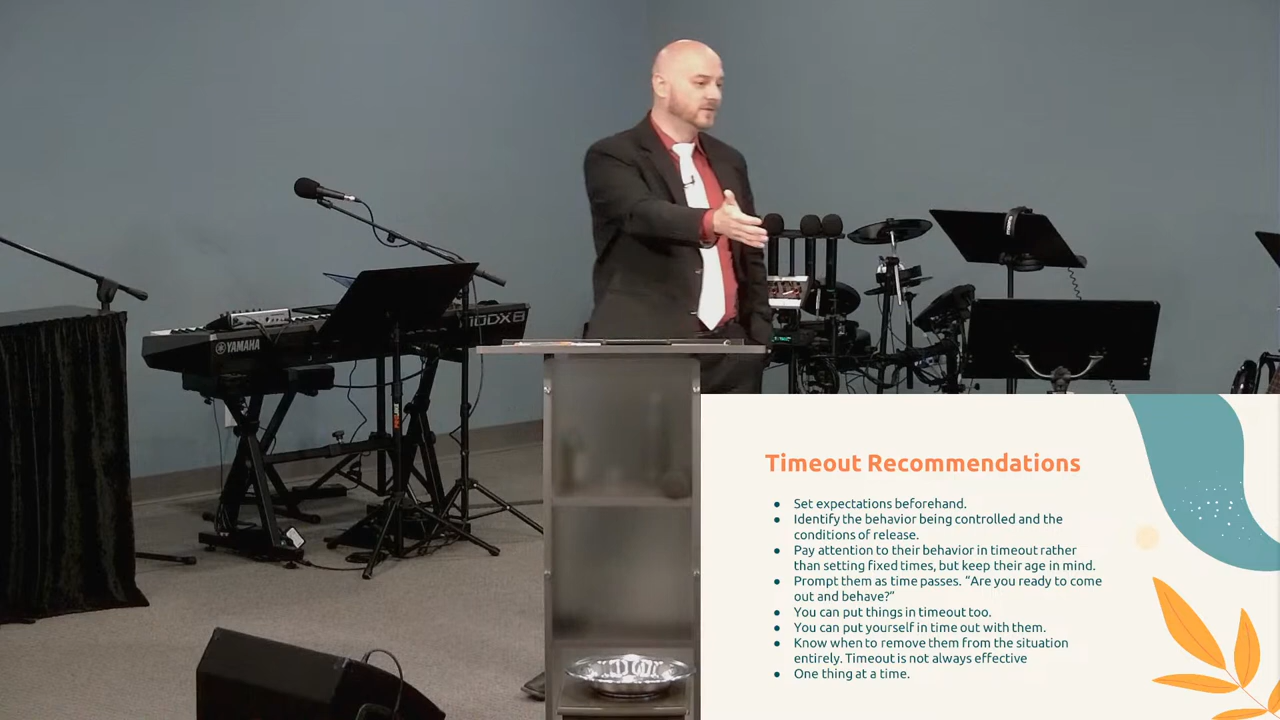 YAMAHA
Timeout Recommendations
● Set expectations beforehand.
● Identify the behavior being controlled and the
conditions of release.
● Pay attention to their behavior in timeout rather
than setting fixed times, but keep their age in mind.
● Prompt them as time passes. “Are you ready to come
out and behave?”
● You can put things in timeout too.
● You can put yourself in time out with them.
● Know when to remove them from the situation
entirely. Timeout is not always effective
● One thing at a time.